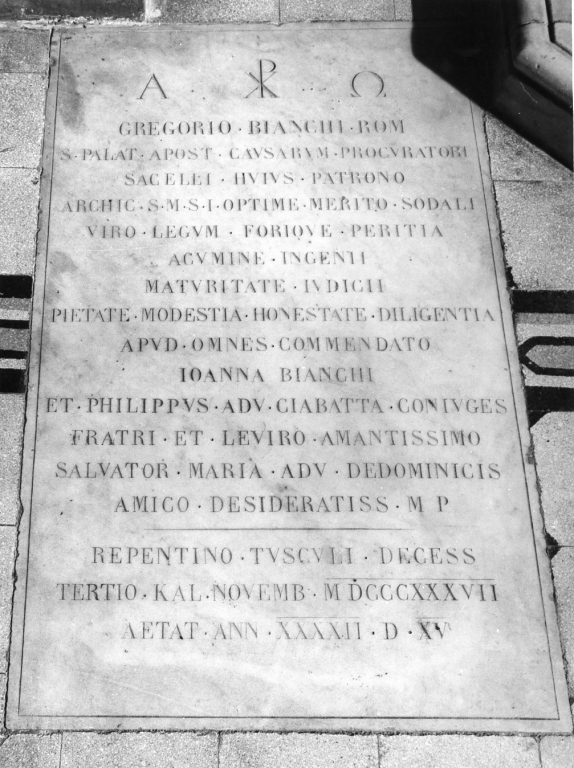 Α · ☧ · Ω
GREGORIO · BIANCHI · ROM
S · PALAT · APOST · CAVSARVM · PROCVRATORI
SACELLI · HVIVS · PATRONO
ARCHIC · S · M · S · I · OPTIME · MERITO · SODALI
VIRO · LEGVM · FORIQVE · PERITIA
ACVMINE · INGENII
MATVRITATE · IVDICII
PIETATE · MODESTIA · HONESTATE · DILIGENTIA
APVD · OMNES · COMMENDATO
IOANNA BIANCHI
ET · PHILIPPVS · ADV · CIABATTA · CONIVGES
FRATRI · ET · LEVIRO · AMANTISSIMO
SALVATOR · MARIA · ADV · DEDOMINICIS
AMICO · DESIDERATISS · M P
REPENTINO · TVSCVLI · DECESS
TERTIO · KAL · NOVEMB · M DCCCXXXVII
AETAT · ANN · XXXXII · D · XV